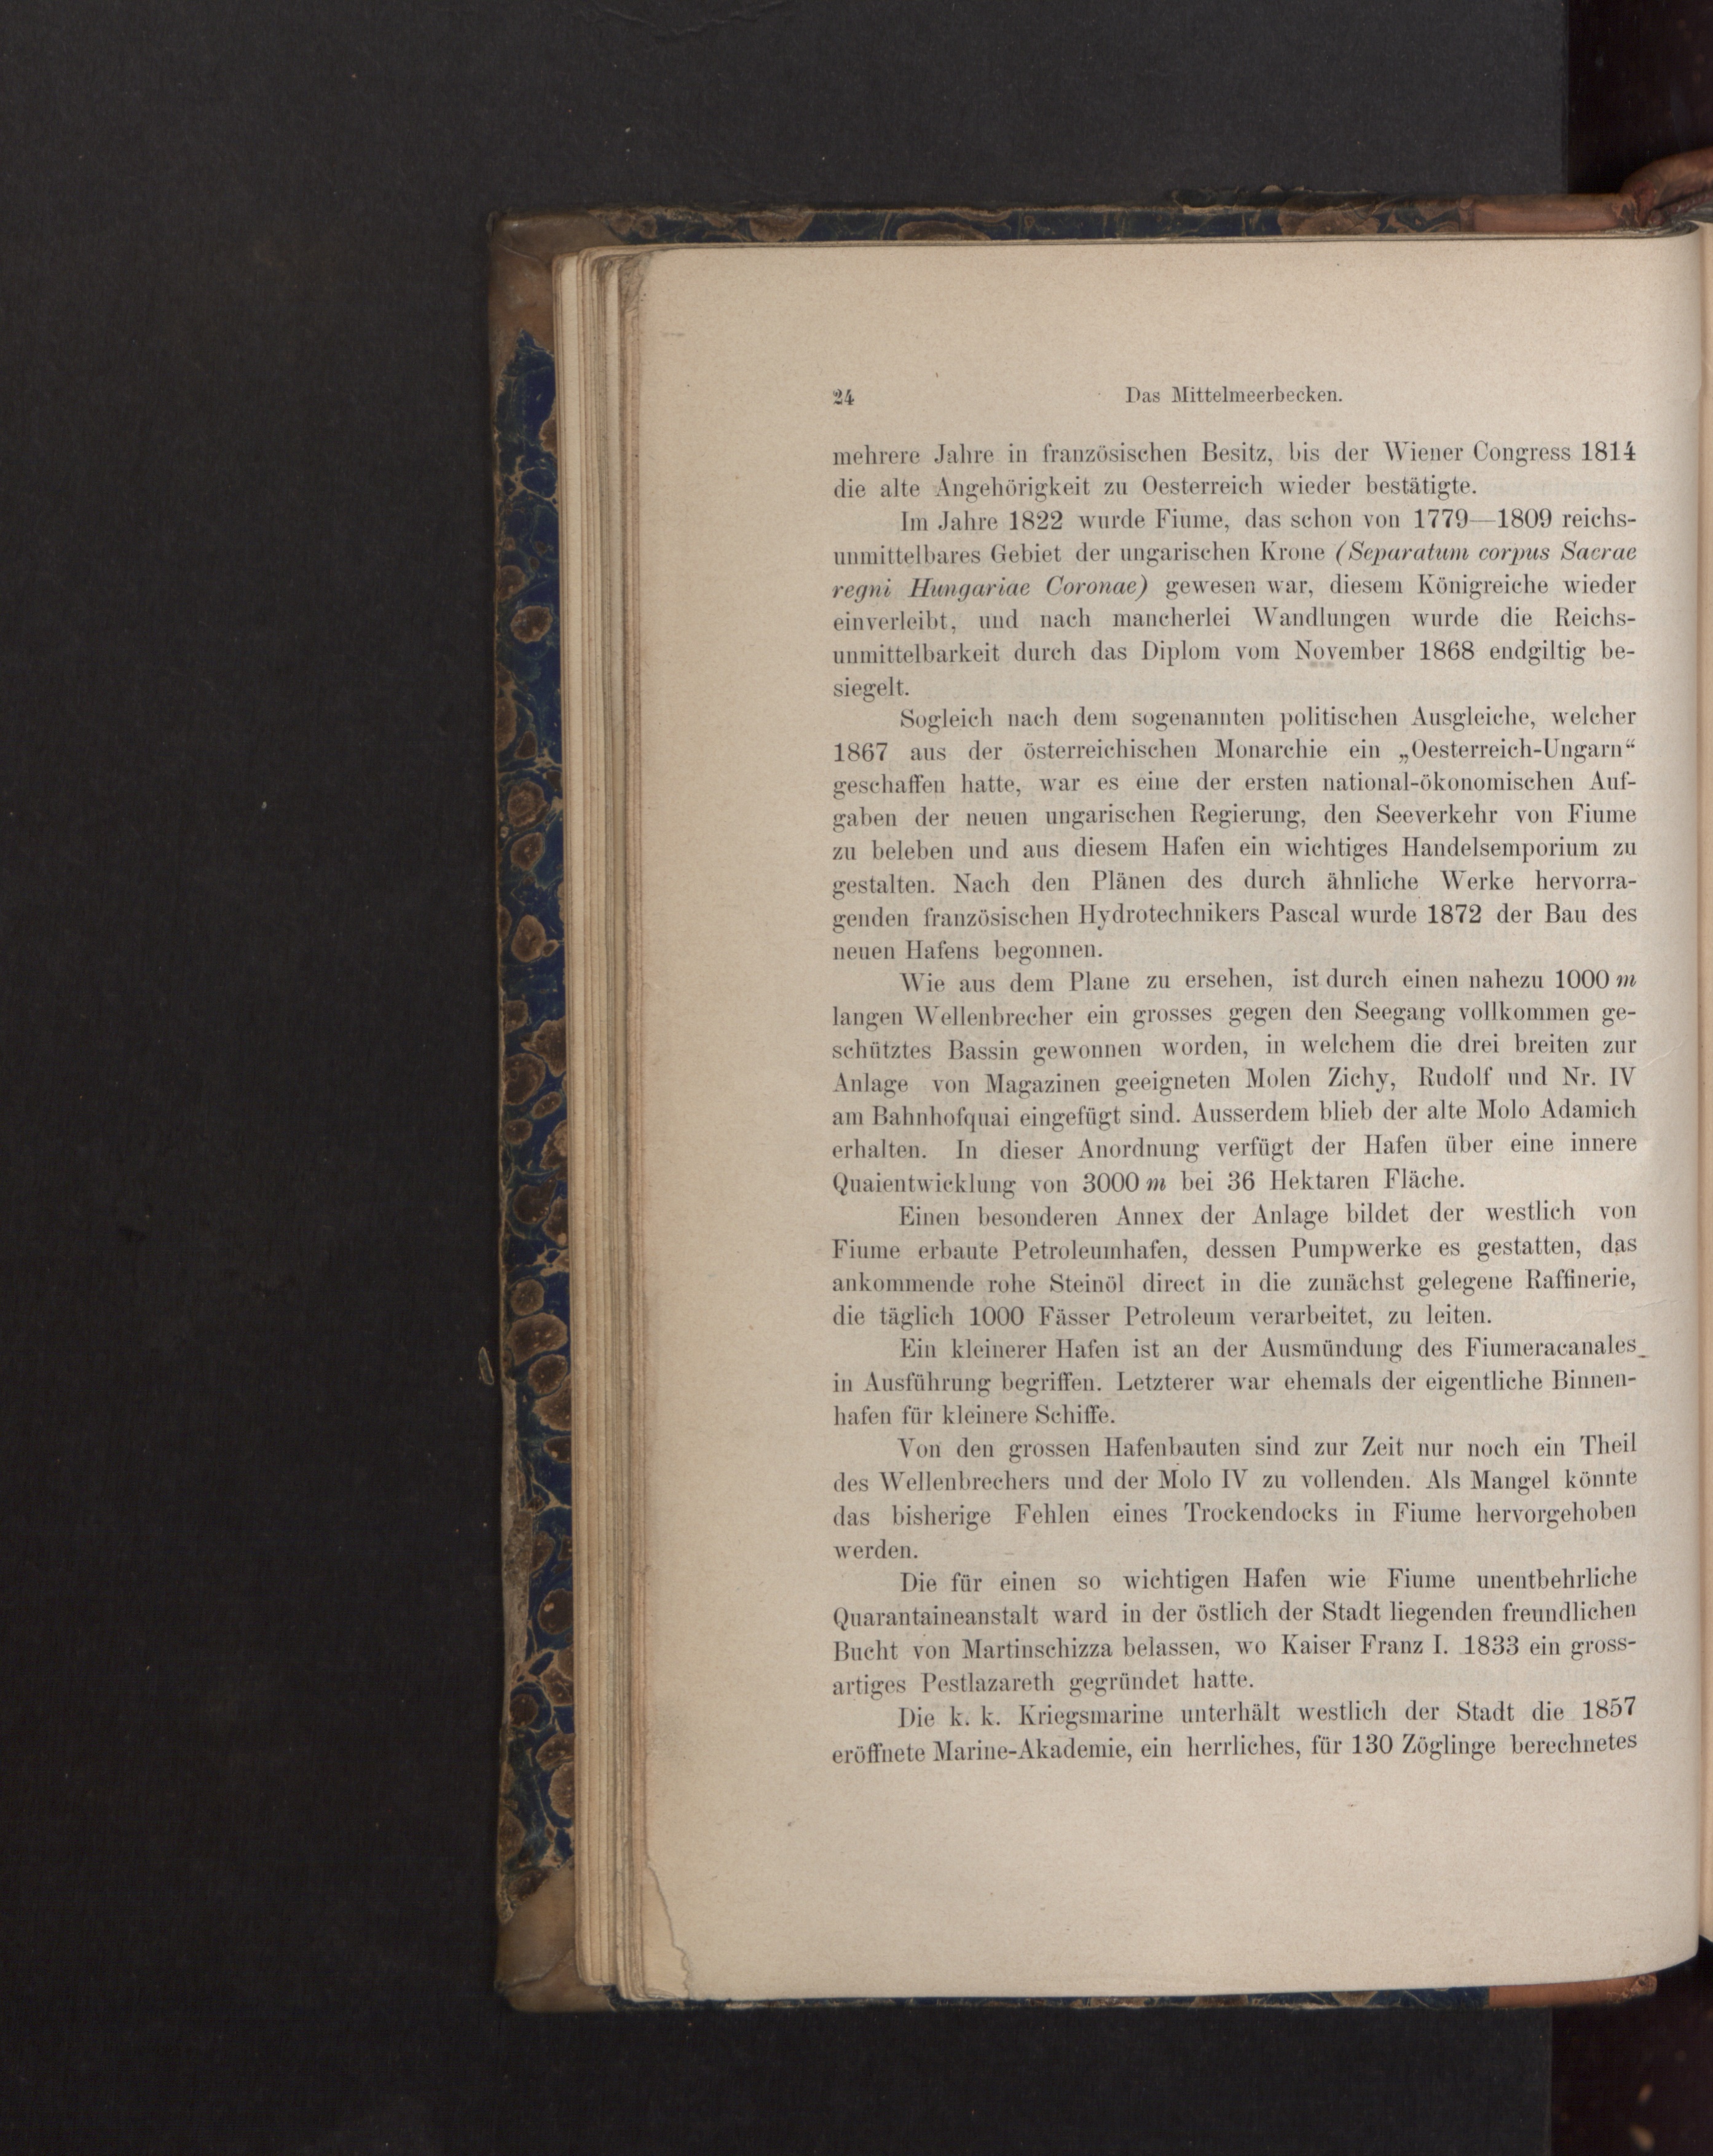 24
Das Mittelmeerbecken.
mehrere Jahre in französischen Besitz, bis der Wiener Congress 1814
die alte Angehörigkeit zu Oesterreich wieder bestätigte.
Im Jahre 1822 wurde Fiume, das schon von 1779—1809 reichs-
unmittelbares Gebiet der ungarischen Krone (Separatum corpus Sacrae
regni Hungariae Coronae) gewesen war, diesem Königreiche wieder
einverleibt, und nach mancherlei Wandlungen wurde die Reichs-
unmittelbarkeit durch das Diplom vom November 1868 endgiltig be-
siegelt.
Sogleich nach dem sogenannten politischen Ausgleiche, welcher
1867 aus der österreichischen Monarchie ein „Oesterreich-Ungarn“
geschaffen hatte, war es eine der ersten national-ökonomischen Auf-
gaben der neuen ungarischen Regierung, den Seeverkehr von Fiume
zu beleben und aus diesem Hafen ein wichtiges Handelsemporium zu
gestalten. Nach den Plänen des durch ähnliche Werke hervorra-
genden französischen Hydrotechnikers Pascal wurde 1872 der Bau des
neuen Hafens begonnen.
Wie aus dem Plane zu ersehen, ist durch einen nahezu 1000 m
langen Wellenbrecher ein grosses gegen den Seegang vollkommen ge-
schütztes Bassin gewonnen worden, in welchem die drei breiten zur
Anlage von Magazinen geeigneten Molen Zichy, Rudolf und Nr. IV
am Bahnhofquai eingefügt sind. Ausserdem blieb der alte Molo Adamich
erhalten. In dieser Anordnung verfügt der Hafen über eine innere
Quaientwicklung von 3000 m bei 36 Hektaren Fläche.
Einen besonderen Annex der Anlage bildet der westlich von
Fiume erbaute Petroleumhafen, dessen Pumpwerke es gestatten, das
ankommende rohe Steinöl direct in die zunächst gelegene Raffinerie,
die täglich 1000 Fässer Petroleum verarbeitet, zu leiten.
Ein kleinerer Hafen ist an der Ausmündung des Fiumeracanales
in Ausführung begriffen. Letzterer war ehemals der eigentliche Binnen-
hafen für kleinere Schiffe.
Von den grossen Hafenbauten sind zur Zeit nur noch ein Theil
des Wellenbrechers und der Molo IV zu vollenden. Als Mangel könnte
das bisherige Fehlen eines Trockendocks in Fiume hervorgehoben
werden.
Die für einen so wichtigen Hafen wie Fiume unentbehrliche
Quarantaineanstalt ward in der östlich der Stadt liegenden freundlichen
Bucht von Martinschizza belassen, wo Kaiser Franz I. 1833 ein gross-
artiges Pestlazareth gegründet hatte.
Die k. k. Kriegsmarine unterhält westlich der Stadt die 1857
eröffnete Marine-Akademie, ein herrliches, für 130 Zöglinge berechnetes